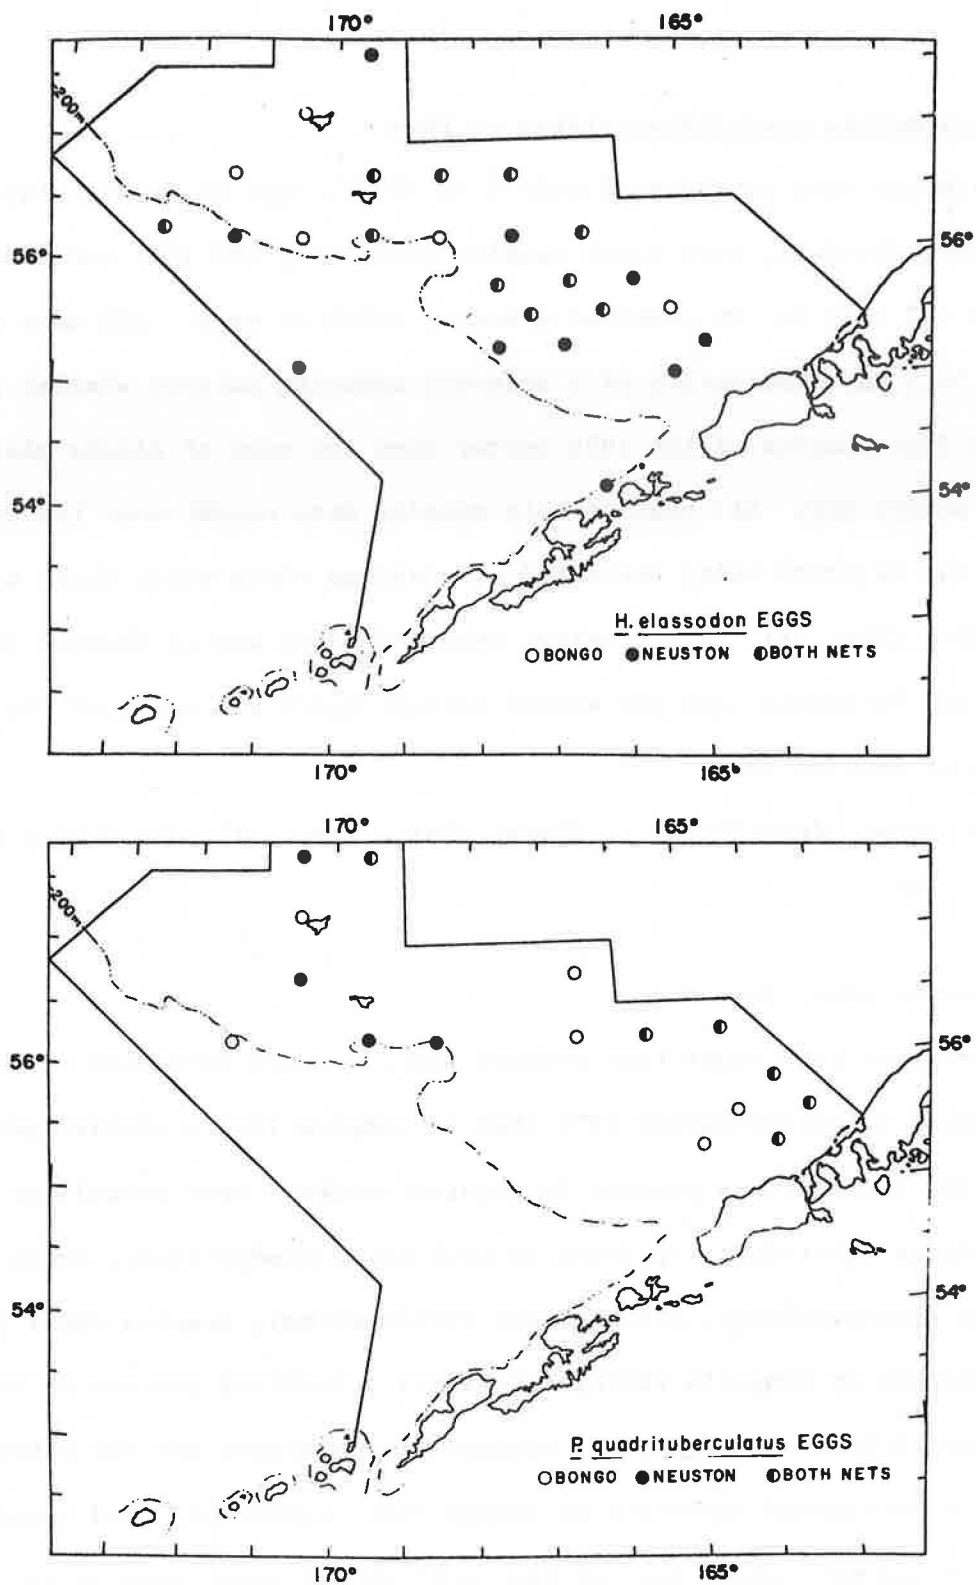 170° 165°
-200m
56° 56°
54° 54°
H. elassodon EGGS
BONGO NEUSTON BOTH NETS
170° 165°
170° 165°
-200m
56° 56°
54° 54°
P. quadrituberculatus EGGS
BONGO NEUSTON BOTH NETS
170° 165°